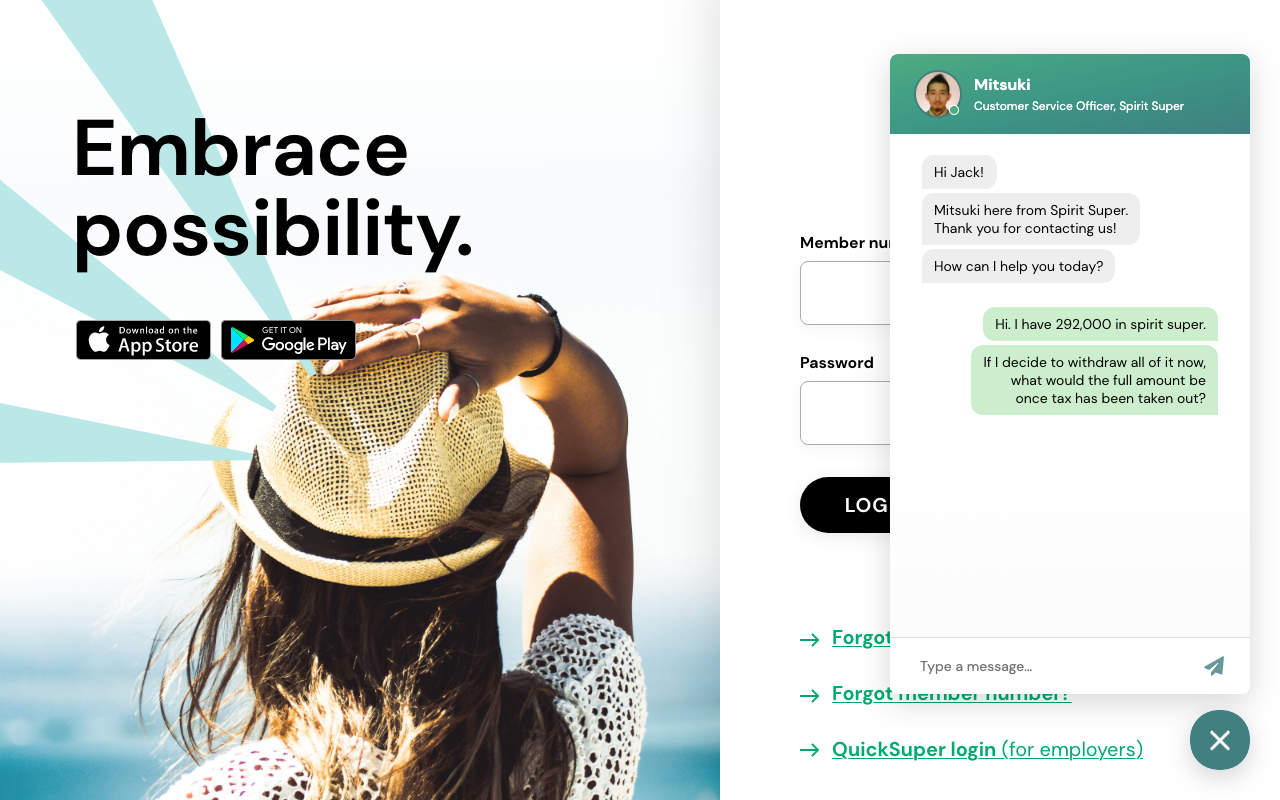 Embrace
possibility.
Download on the
App Store
GET IT ON
Google Play
Member nu
Password
LOG
Forgot
Forgot member number?
QuickSuper login (for employers)
Mitsuki
Customer Service Officer, Spirit Super
Hi Jack!
Mitsuki here from Spirit Super.
Thank you for contacting us!
How can I help you today?
Hi. I have 292,000 in spirit super.
If I decide to withdraw all of it now,
what would the full amount be
once tax has been taken out?
Type a message...